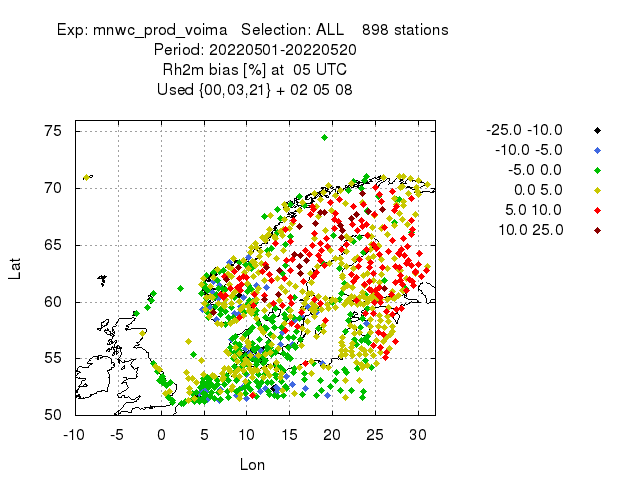 Exp: mnwc_prod_voima   Selection: ALL    898 stations
Period: 20220501-20220520
Rh2m bias [%] at  05 UTC
Used {00,03,21} + 02 05 08
-25.0 -10.0
-10.0 -5.0
-5.0 0.0
0.0 5.0
5.0 10.0
10.0 25.0
75
70
65
60
55
50
Lat
-10 -5 0 5 10 15 20 25 30
Lon